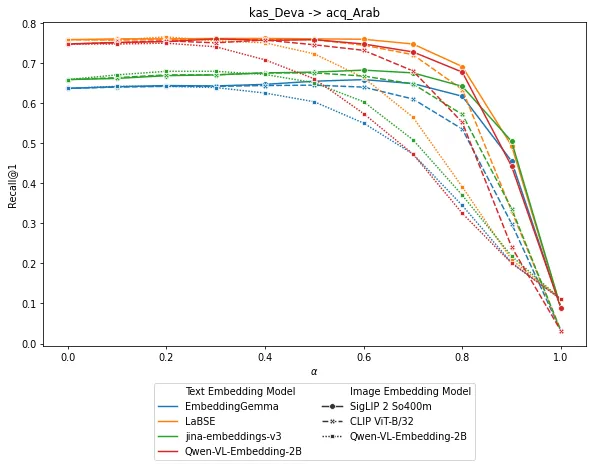 kas_Deva -> acq_Arab
Recall@1
0.8
0.7
0.6
0.5
0.4
0.3
0.2
0.1
0.0
0.0 0.2 0.4 0.6 0.8 1.0
α
Text Embedding Model
EmbeddingGemma
LaBSE
jina-embeddings-v3
Qwen-VL-Embedding-2B
Image Embedding Model
SigLIP 2 So400m
CLIP ViT-B/32
Qwen-VL-Embedding-2B